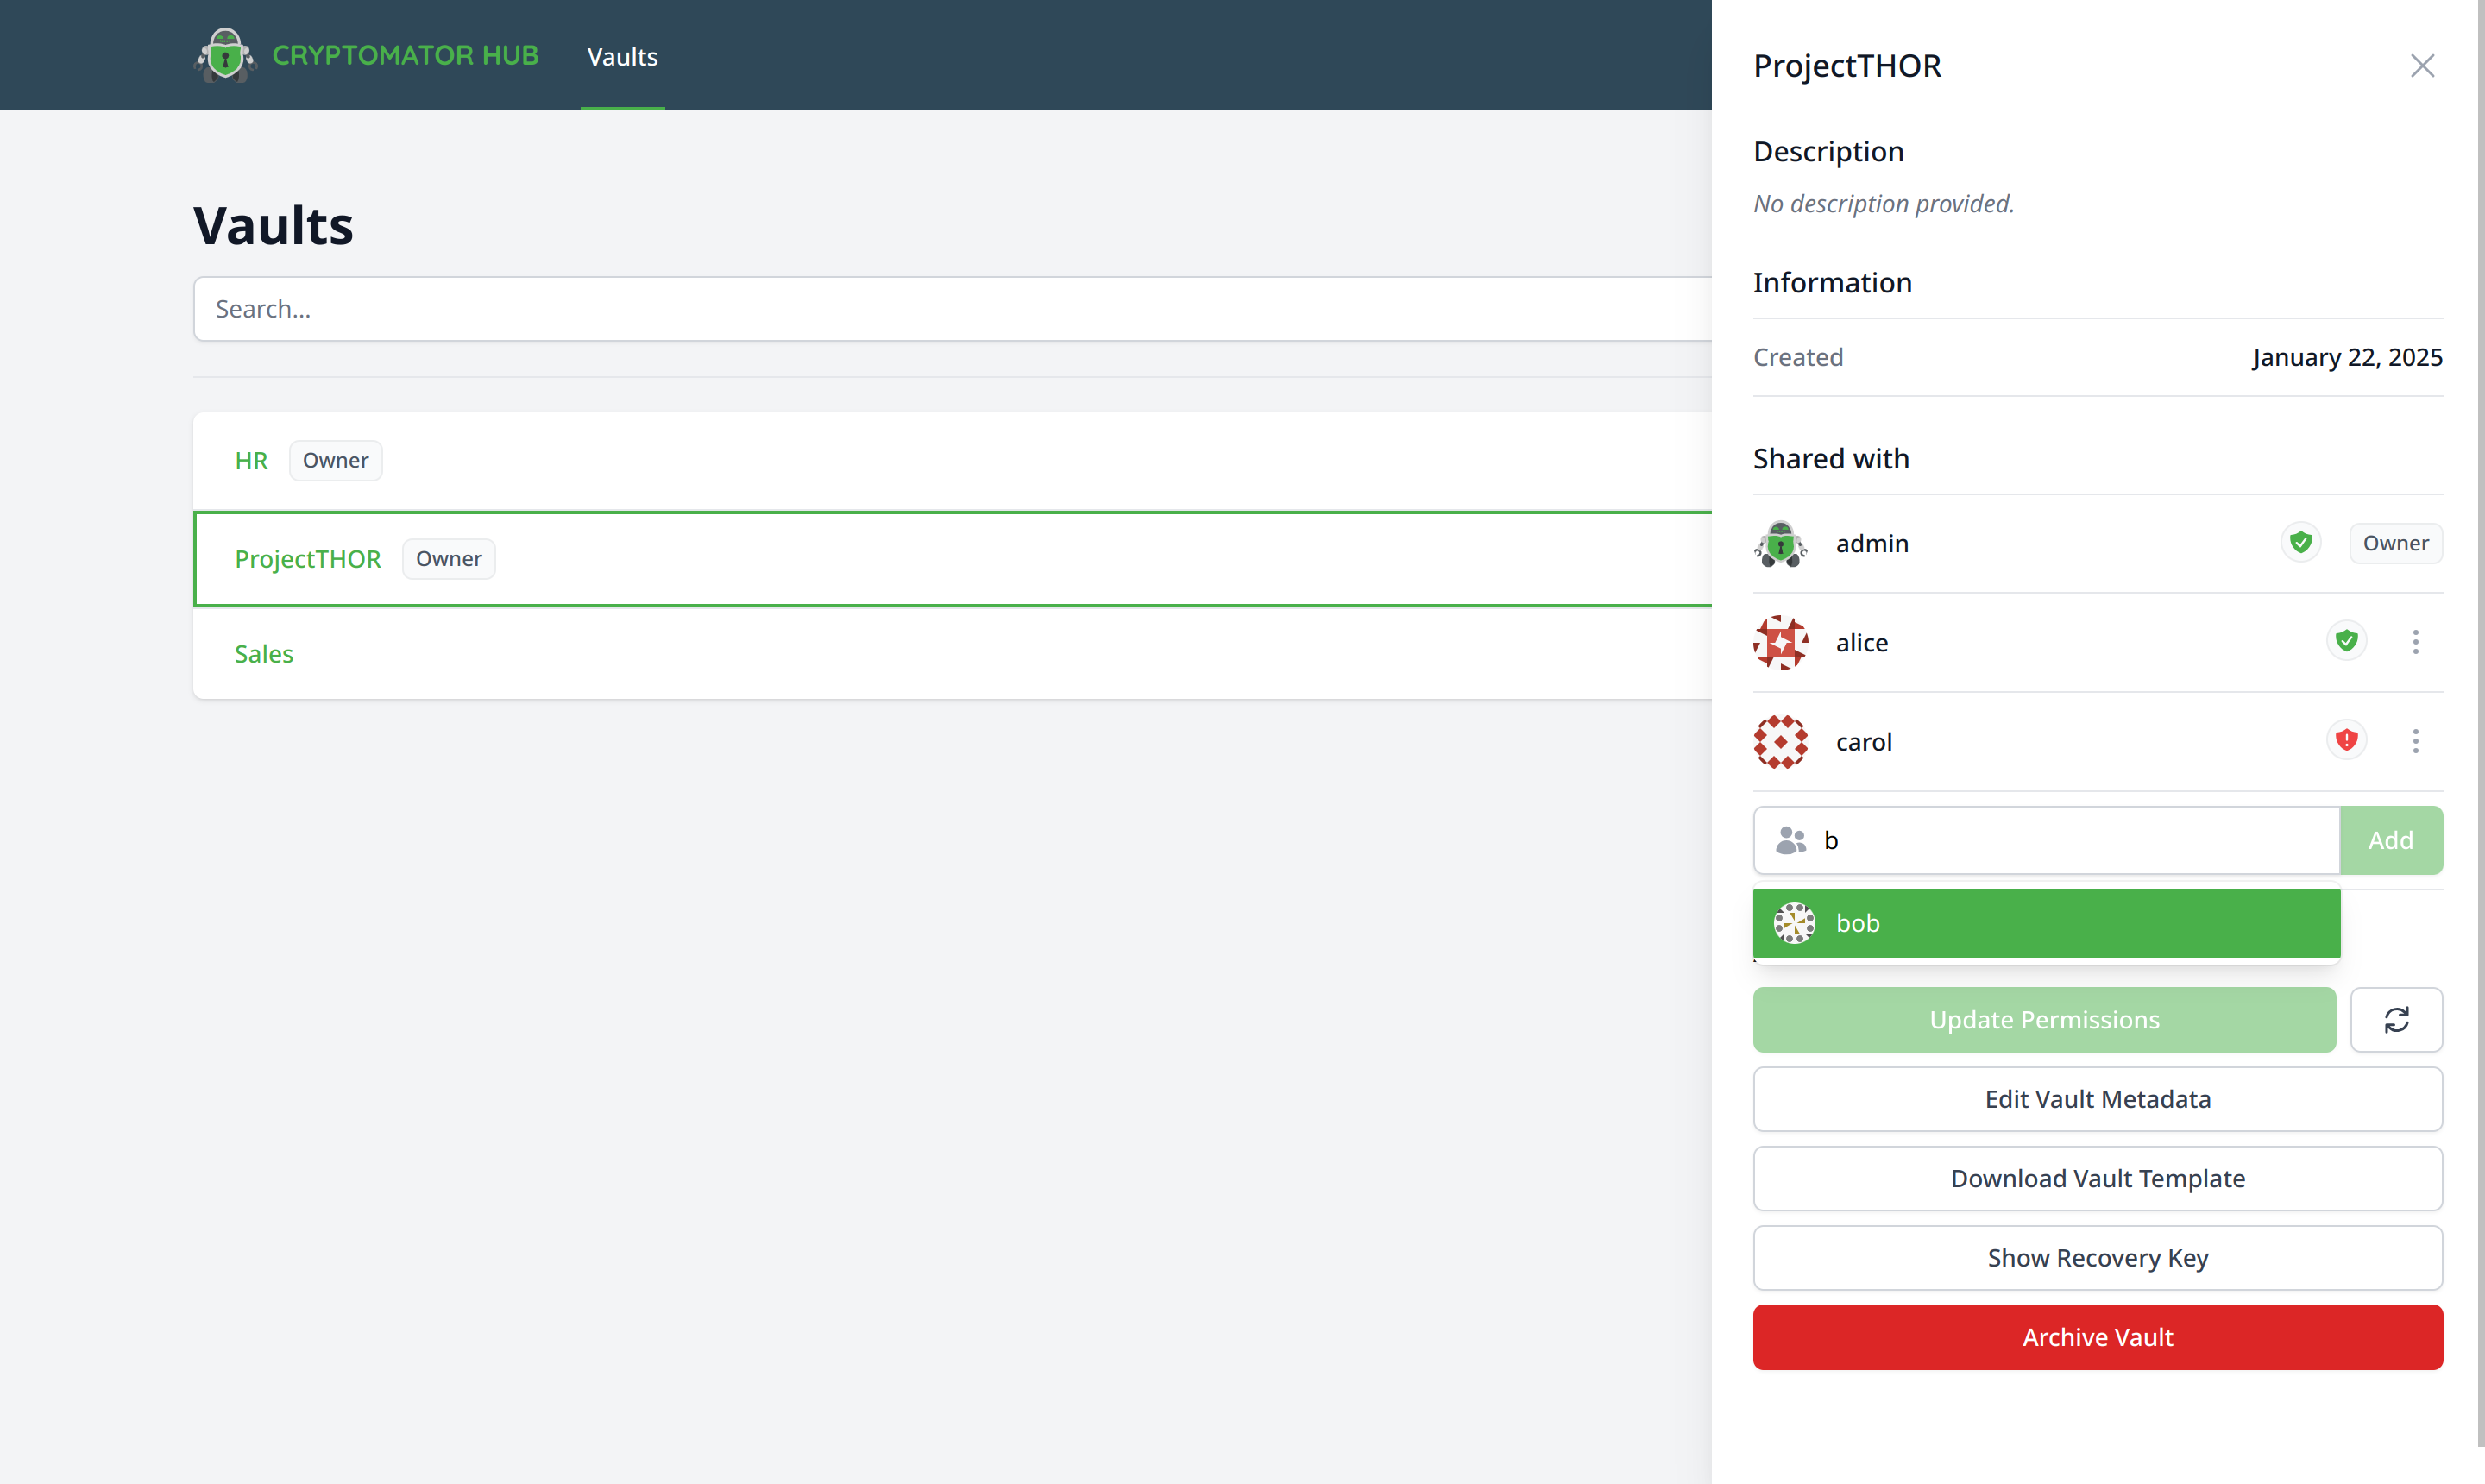 CRYPTOMATOR HUB
Vaults
Vaults
Search...
HR
Owner
ProjectTHOR
Owner
Sales
ProjectTHOR
Description
No description provided.
Information
Created
January 22, 2025
Shared with
admin
Owner
alice
carol
b
Add
bob
Update Permissions
Edit Vault Metadata
Download Vault Template
Show Recovery Key
Archive Vault